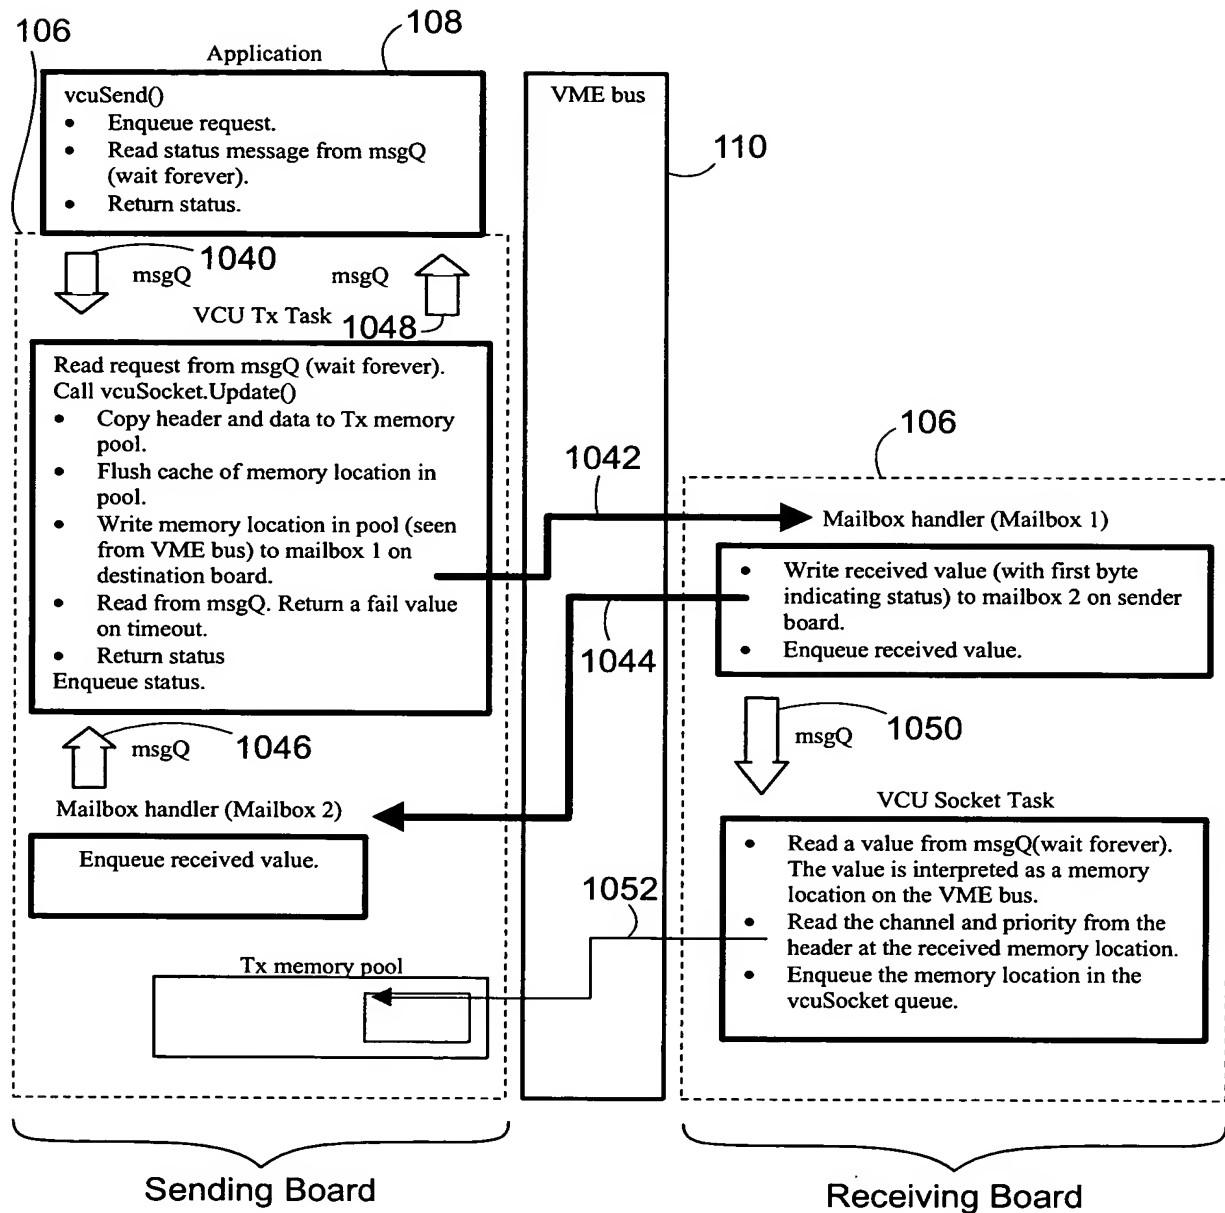 106
108
Application
vcuSend()
• Enqueue request.
• Read status message from msgQ
(wait forever).
• Return status.
VME bus
110
1040
msgQ
msgQ
1048
VCU Tx Task
Read request from msgQ (wait forever).
Call vcuSocket.Update()
• Copy header and data to Tx memory
pool.
• Flush cache of memory location in
pool.
• Write memory location in pool (seen
from VME bus) to mailbox 1 on
destination board.
• Read from msgQ. Return a fail value
on timeout.
• Return status
Enqueue status.
1042
1044
106
Mailbox handler (Mailbox 1)
• Write received value (with first byte
indicating status) to mailbox 2 on sender
board.
• Enqueue received value.
msgQ
1046
msgQ
1050
Mailbox handler (Mailbox 2)
Enqueue received value.
VCU Socket Task
• Read a value from msgQ(wait forever).
The value is interpreted as a memory
location on the VME bus.
• Read the channel and priority from the
header at the received memory location.
• Enqueue the memory location in the
vcuSocket queue.
1052
Tx memory pool
Sending Board
Receiving Board